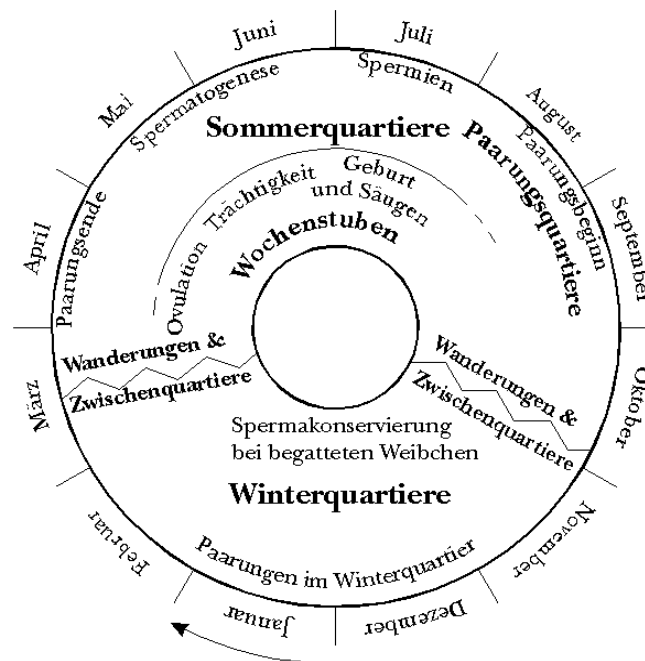 Juni
Juli
Mai
August
April
September
März
Oktober
Februar
November
Januar
Dezember
Spermatogenese
Spermien
Paarungsbeginn
Paarungsende
Sommerquartiere
Paarungsquartiere
Ovulation
Trächtigkeit
Geburt
und Säugen
Wochenstuben
Wanderungen &
Zwischenquartiere
Wanderungen &
Zwischenquartiere
Spermakonservierung
bei begatteten Weibchen
Winterquartiere
Paarungen im Winterquartier